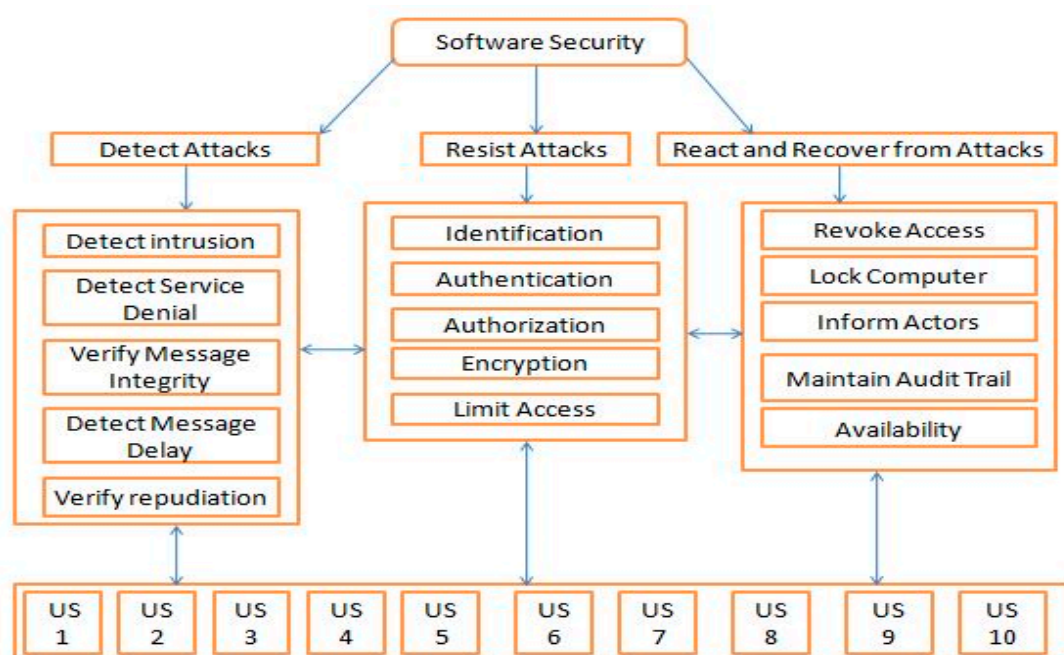 Software Security
Detect Attacks
Resist Attacks
React and Recover from Attacks
Detect intrusion
Detect Service
Denial
Verify Message
Integrity
Detect Message
Delay
Verify repudiation
Identification
Authentication
Authorization
Encryption
Limit Access
Revoke Access
Lock Computer
Inform Actors
Maintain Audit Trail
Availability
US
1
US
2
US
3
US
4
US
5
US
6
US
7
US
8
US
9
US
10